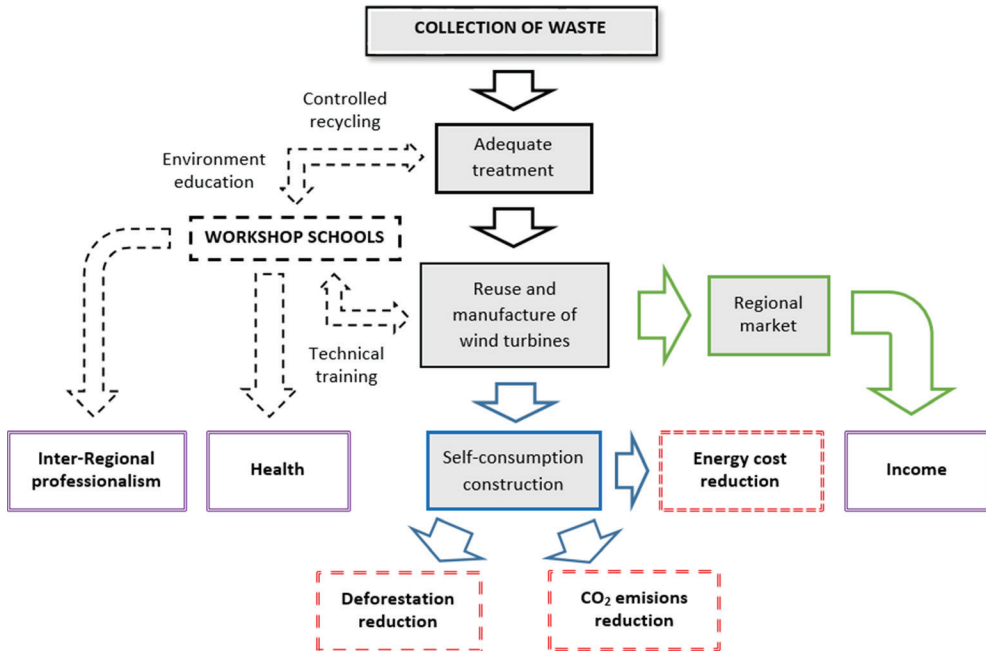 COLLECTION OF WASTE
Controlled
recycling
Adequate
treatment
Environment
education
WORKSHOP SCHOOLS
Reuse and
manufacture of
wind turbines
Regional
market
Technical
training
Inter-Regional
professionalism
Health
Self-consumption
construction
Energy cost
reduction
Income
Deforestation
reduction
CO₂ emisions
reduction